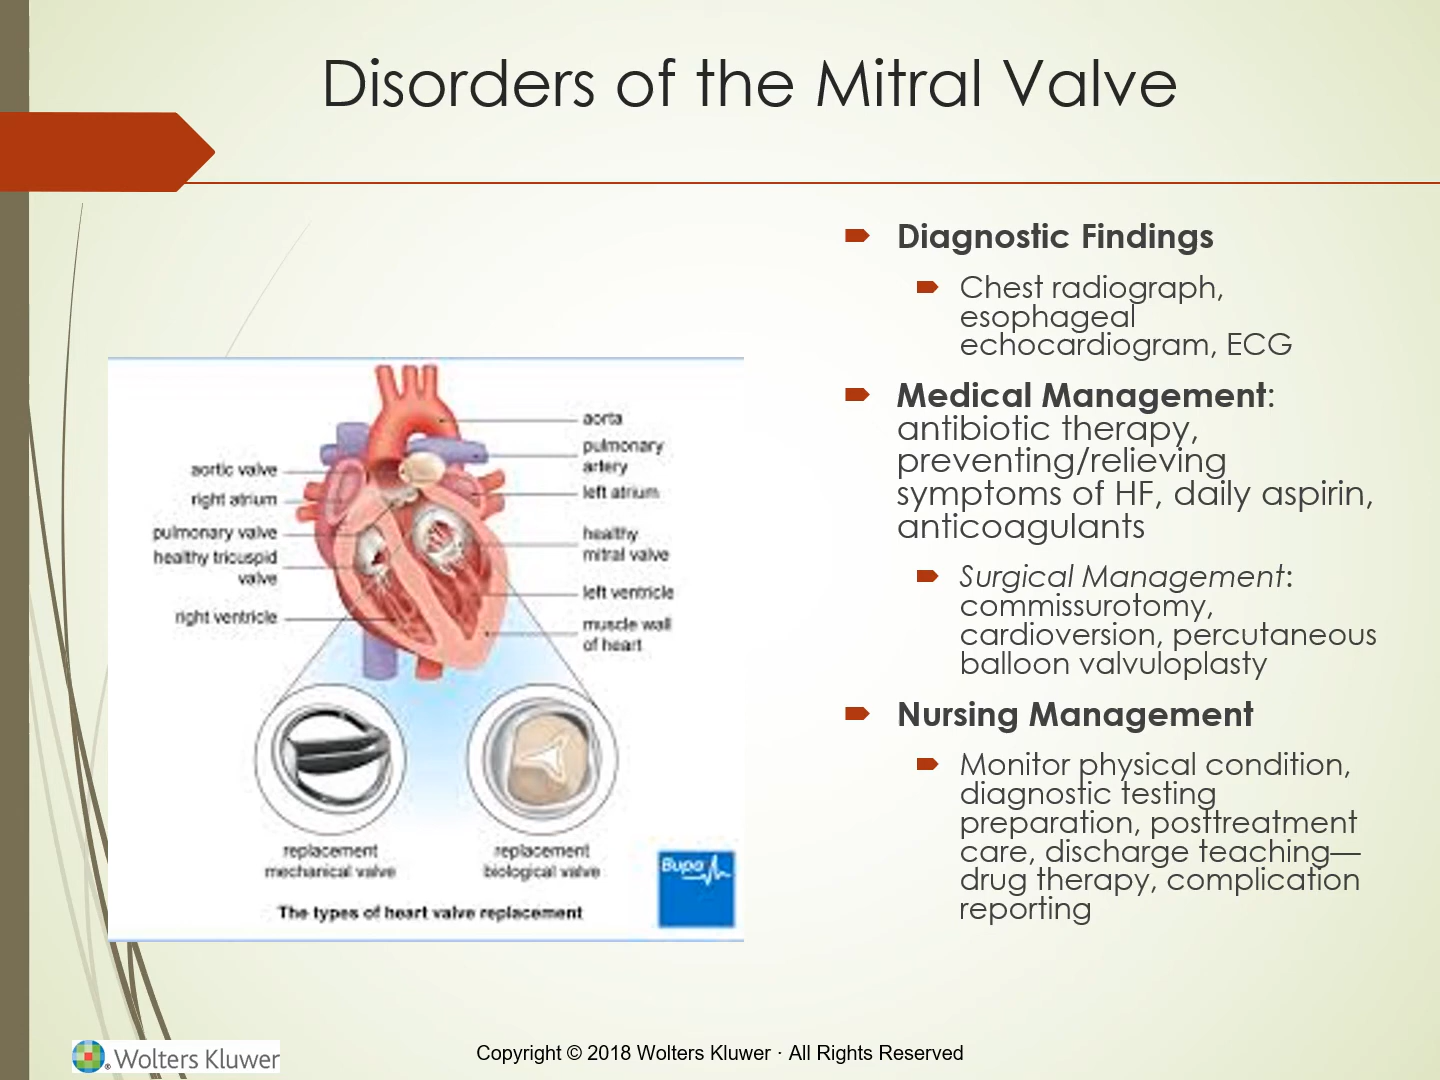 Disorders of the Mitral Valve
Diagnostic Findings
Chest radiograph,
esophageal
echocardiogram, ECG
Medical Management:
antibiotic therapy,
preventing/relieving
symptoms of HF, daily aspirin,
anticoagulants
Surgical Management:
commissurotomy,
cardioversion, percutaneous
balloon valvuloplasty
Nursing Management
Monitor physical condition,
diagnostic testing
preparation, posttreatment
care, discharge teaching—
drug therapy, complication
reporting
aortic valve
right atrium
pulmonary valve
healthy tricuspid
valve
right ventricle
aorta
pulmonary
artery
left atrium
healthy
mitral valve
left ventricle
muscle wall
of heart
replacement
mechanical valve
replacement
biological valve
The types of heart valve replacement
Bupa
Wolters Kluwer
Copyright © 2018 Wolters Kluwer · All Rights Reserved